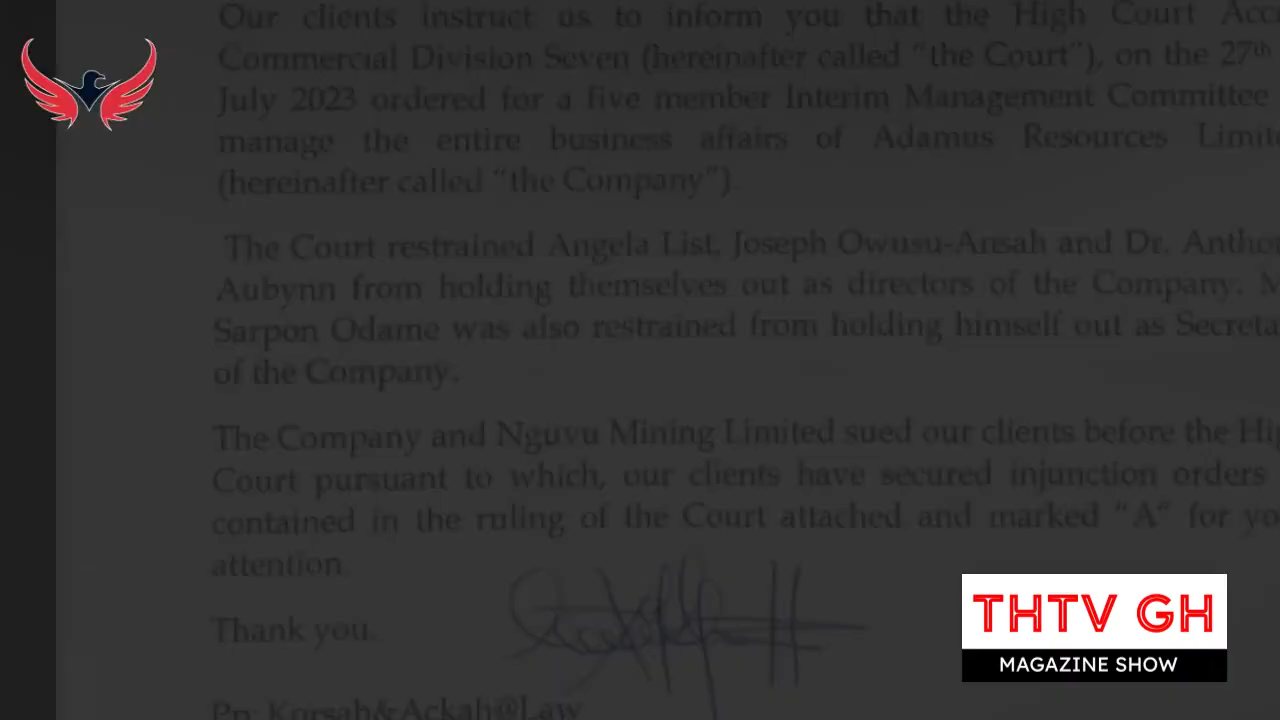 Our clients instruct us to inform you that the High Court
Commercial Division Seven (hereinafter called "the Court"), on the 27th
July 2023 ordered for a five member Interim Management Committee
manage the entire business affairs of Adamus Resources
(hereinafter called "the Company").
The Court restrained Angela List, Joseph Owusu-Ansah and Dr.
Aubynn from holding themselves out as directors of the Company.
Sarpon Odame was also restrained from holding himself out as
of the Company.
The Company and Nguvu Mining Limited sued our clients before the
Court pursuant to which, our clients have secured injunction orders
contained in the ruling of the Court attached and marked "A" for
attention
Thank you.
THTV GH
MAGAZINE SHOW
Korsah&Ackah@Law